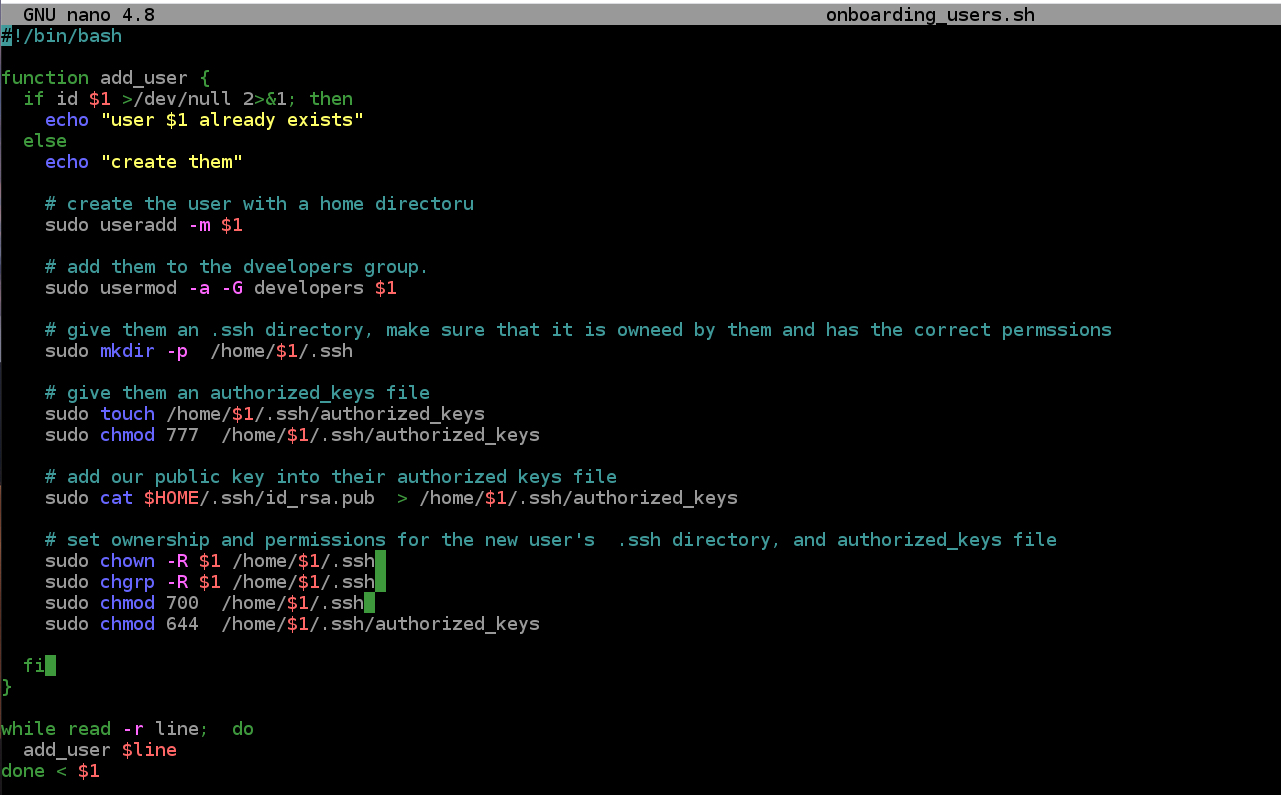 GNU nano 4.8 onboarding_users.sh
#!/bin/bash

function add_user {
  if id $1 >/dev/null 2>&1; then
    echo "user $1 already exists"
  else
    echo "create them"

    # create the user with a home directoru
    sudo useradd -m $1

    # add them to the dveelopers group.
    sudo usermod -a -G developers $1

    # give them an .ssh directory, make sure that it is owneed by them and has the correct permssions
    sudo mkdir -p  /home/$1/.ssh

    # give them an authorized_keys file
    sudo touch /home/$1/.ssh/authorized_keys
    sudo chmod 777  /home/$1/.ssh/authorized_keys

    # add our public key into their authorized keys file
    sudo cat $HOME/.ssh/id_rsa.pub  > /home/$1/.ssh/authorized_keys

    # set ownership and permissions for the new user's  .ssh directory, and authorized_keys file
    sudo chown -R $1 /home/$1/.ssh
    sudo chgrp -R $1 /home/$1/.ssh
    sudo chmod 700  /home/$1/.ssh
    sudo chmod 644  /home/$1/.ssh/authorized_keys

  fi
}

while read -r line;  do
  add_user $line
done < $1